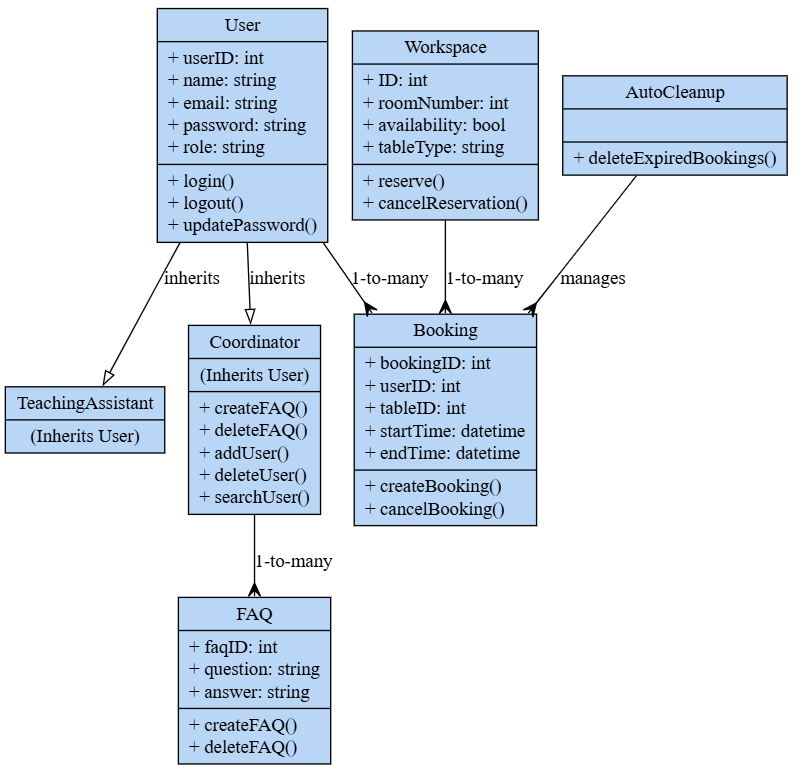 User
+ userID: int
+ name: string
+ email: string
+ password: string
+ role: string
+ login()
+ logout()
+ updatePassword()
Workspace
+ ID: int
+ roomNumber: int
+ availability: bool
+ tableType: string
+ reserve()
+ cancelReservation()
AutoCleanup
+ deleteExpiredBookings()
inherits
inherits
1-to-many
1-to-many
manages
TeachingAssistant
(Inherits User)
Coordinator
(Inherits User)
+ createFAQ()
+ deleteFAQ()
+ addUser()
+ deleteUser()
+ searchUser()
Booking
+ bookingID: int
+ userID: int
+ tableID: int
+ startTime: datetime
+ endTime: datetime
+ createBooking()
+ cancelBooking()
1-to-many
FAQ
+ faqID: int
+ question: string
+ answer: string
+ createFAQ()
+ deleteFAQ()